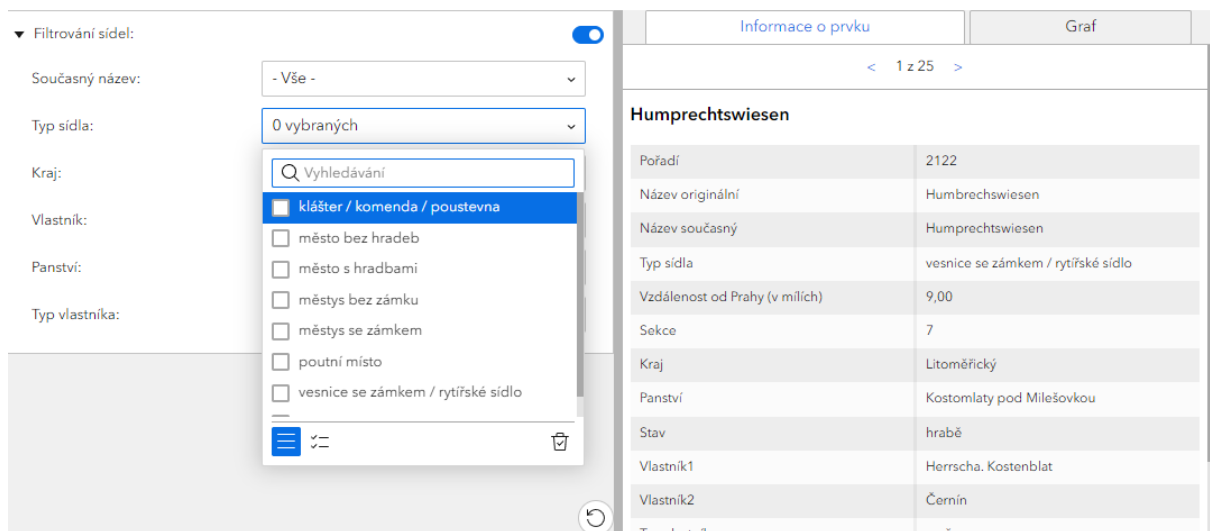 Filtrování sídel:
Současný název:
- Vše -
Typ sídla:
0 vybraných
Kraj:
Vlastník:
Panství:
Typ vlastníka:
Vyhledávání
klášter / komenda / poustevna
město bez hradeb
město s hradbami
městys bez zámku
městys se zámkem
poutní místo
vesnice se zámkem / rytířské sídlo
Informace o prvku
Graf
< 1 z 25 >
Humprechtswiesen
Pořadí 2122
Název originální Humbrechswiesen
Název současný Humprechtswiesen
Typ sídla vesnice se zámkem / rytířské sídlo
Vzdálenost od Prahy (v mílích) 9,00
Sekce 7
Kraj Litoměřický
Panství Kostomlaty pod Milešovkou
Stav hrabě
Vlastník1 Herrscha. Kostenblat
Vlastník2 Černín